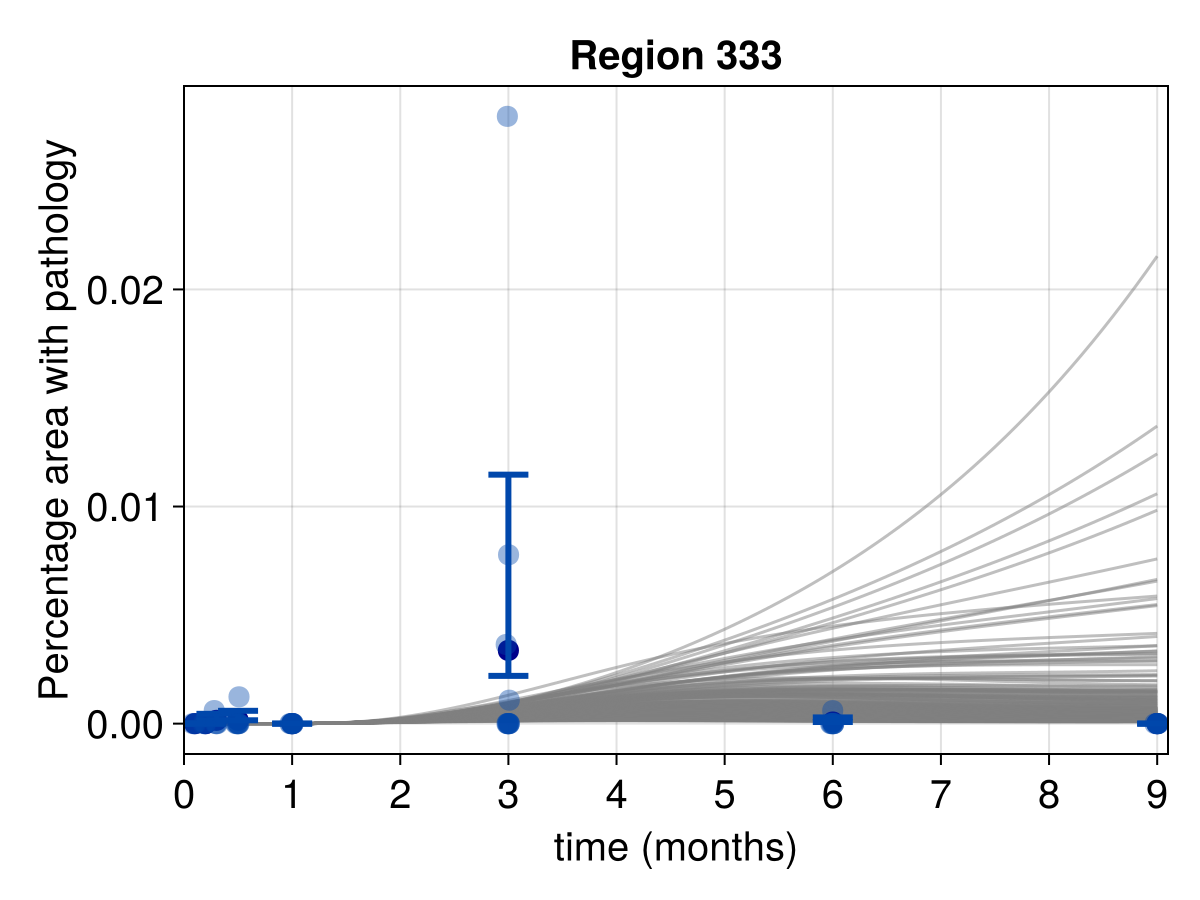 Region 333
Percentage area with pathology
0.02
0.01
0.00
0 1 2 3 4 5 6 7 8 9
time (months)